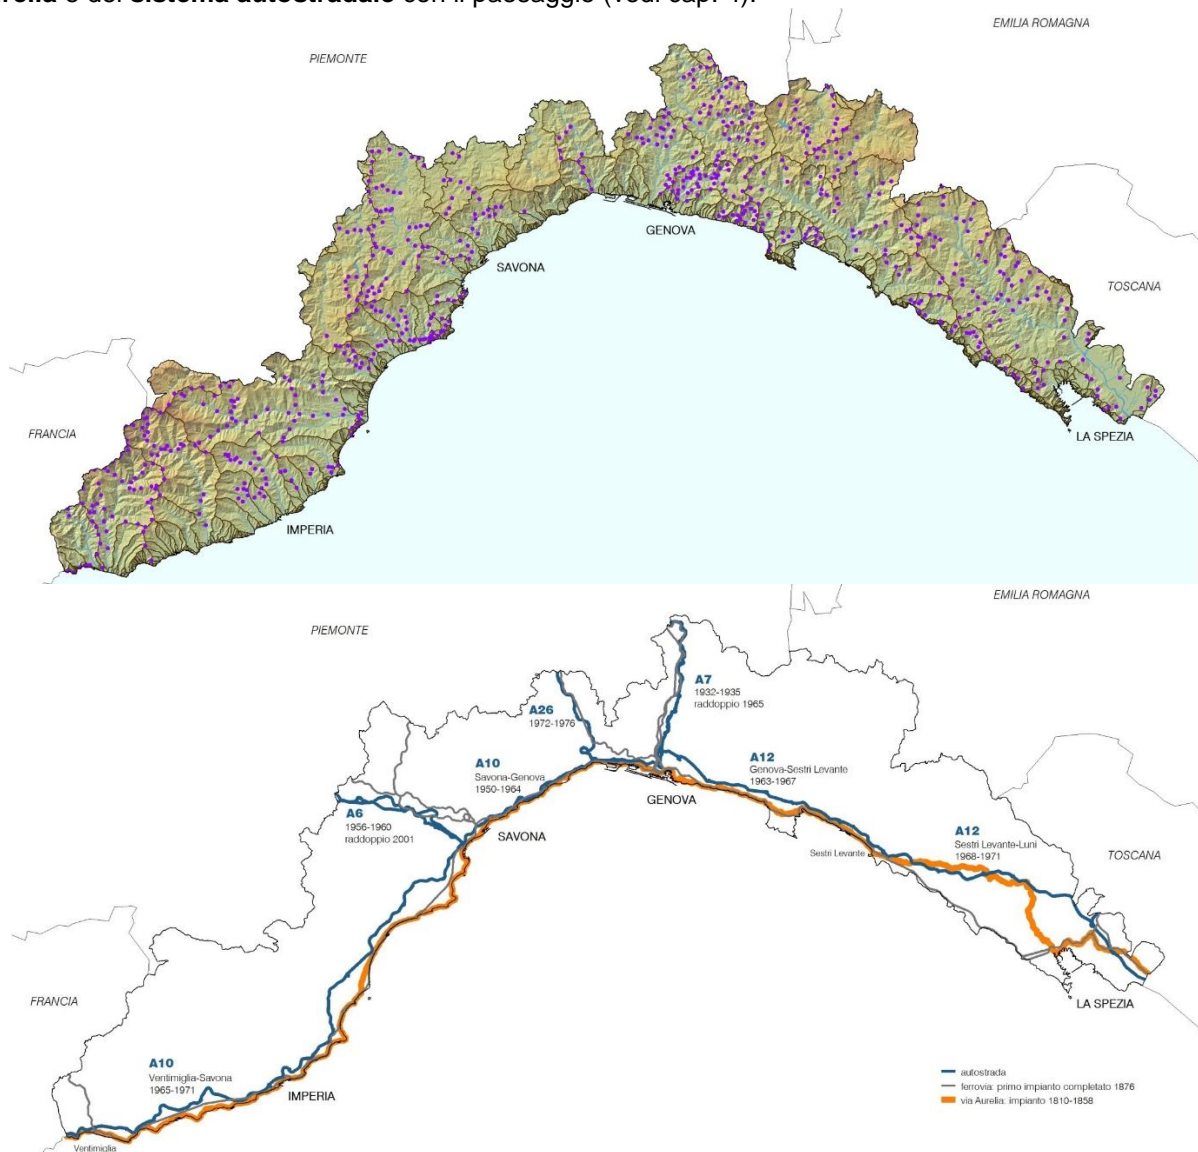 relia e del sistema autostradale con il paesaggio (vedi cap. 4).
EMILIA ROMAGNA
PIEMONTE
GENOVA
SAVONA
TOSCANA
FRANCIA
LA SPEZIA
IMPERIA
EMILIA ROMAGNA
PIEMONTE
A7
1932-1935
raddoppio 1965
A26
1972-1976
A12
Genova-Sestri Levante
1963-1967
A10
Savona-Genova
1950-1964
GENOVA
A6
1956-1960
raddoppio 2001
SAVONA
A12
Sestri Levante-Luni
1968-1971
Sestri Levante
TOSCANA
FRANCIA
LA SPEZIA
A10
Ventimiglia-Savona
1965-1971
IMPERIA
autostrada
ferrovia: primo impianto completato 1876
via Aurelia: impianto 1810-1858
Ventimiglia